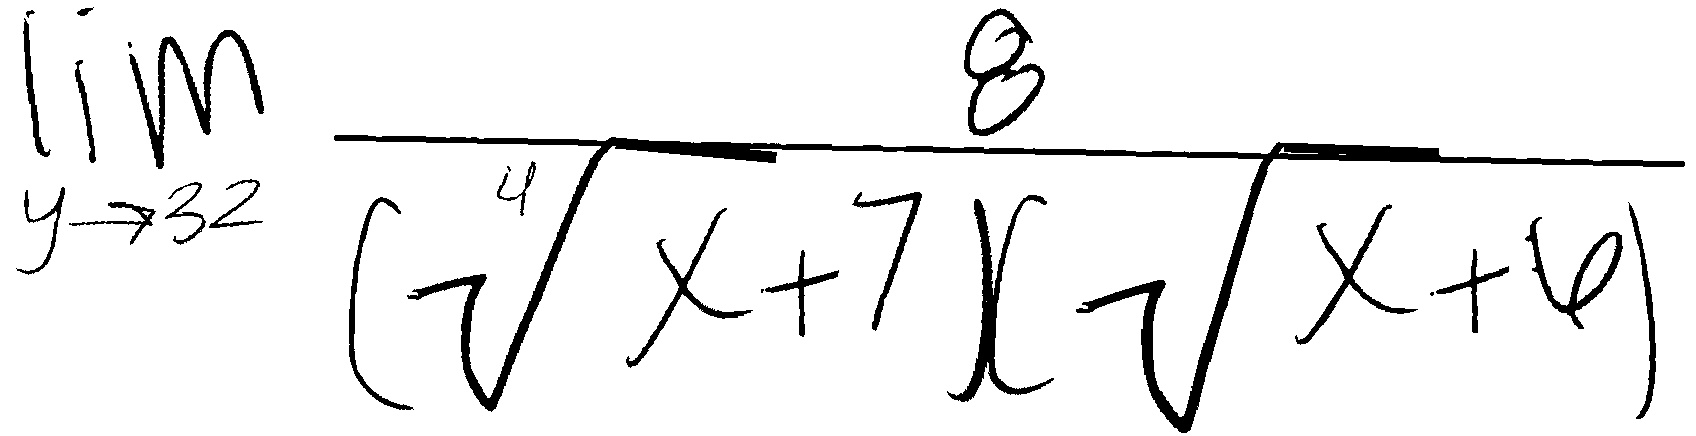 lim y→32 8 / ((∜x+7)(√x+6))